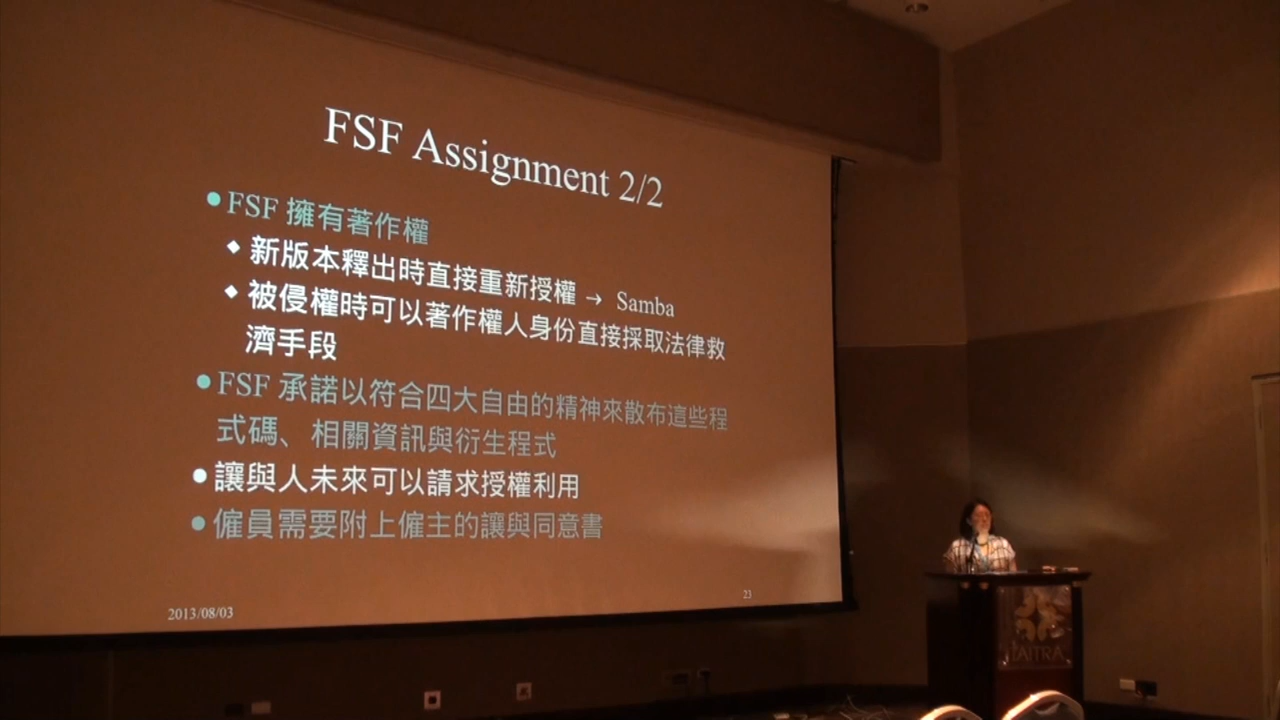 FSF Assignment 2/2
●FSF 擁有著作權
◆ 新版本釋出時直接重新授權 → Samba
◆ 被侵權時可以著作權人身份直接採取法律救
濟手段
●FSF 承諾以符合四大自由的精神來散布這些程
式碼、相關資訊與衍生程式
●讓與人未來可以請求授權利用
●僱員需要附上僱主的讓與同意書
2013/08/03
23
TAITRA